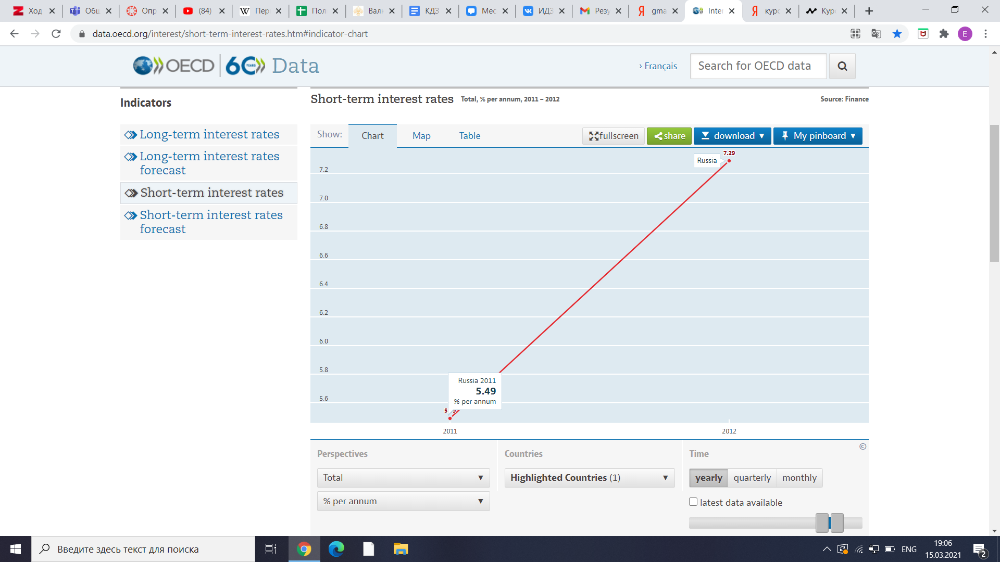 Ход
Общ
Опр
(84)
Пер
Пол
Валю
КДЗ
Мес
ИДЗ
Резу
gma
Inter
курс
Курс
data.oecd.org/interest/short-term-interest-rates.htm#indicator-chart
E
OECD 60 YEARS Data
› Français
Search for OECD data
Indicators
Long-term interest rates
Long-term interest rates
forecast
Short-term interest rates
Short-term interest rates
forecast
Short-term interest rates Total, % per annum, 2011 – 2012
Source: Finance
Show: Chart Map Table
fullscreen share download ▼ My pinboard ▼
7.29
Russia
7.2
7.0
6.8
6.6
6.4
6.2
6.0
5.8
5.6
Russia 2011
5.49
% per annum
2011 2012
©
Perspectives Countries Time
Total ▼ Highlighted Countries (1) ▼ yearly quarterly monthly
% per annum ▼
latest data available
Введите здесь текст для поиска
ENG
19:06
15.03.2021
2